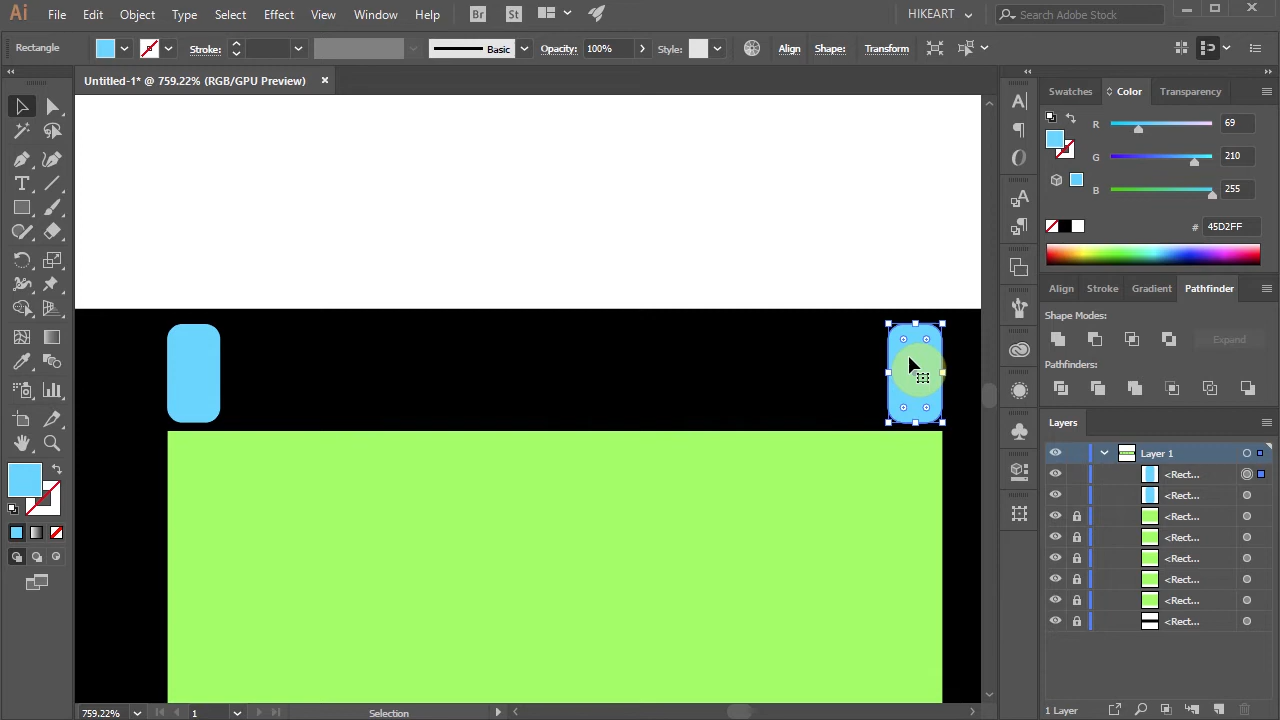 Ai File Edit Object Type Select Effect View Window Help Br St HIKEART Search Adobe Stock
Rectangle Stroke: Basic Opacity: 100% Style: Align Shape: Transform
Untitled-1* @ 759.22% (RGB/GPU Preview)
Swatches Color Transparency
R 69
G 210
B 255
# 45D2FF
Align Stroke Gradient Pathfinder
Shape Modes:
Expand
Pathfinders:
Layers
Layer 1
<Rect...
<Rect...
<Rect...
<Rect...
<Rect...
<Rect...
<Rect...
<Rect...
1 Layer
759.22% 1 Selection